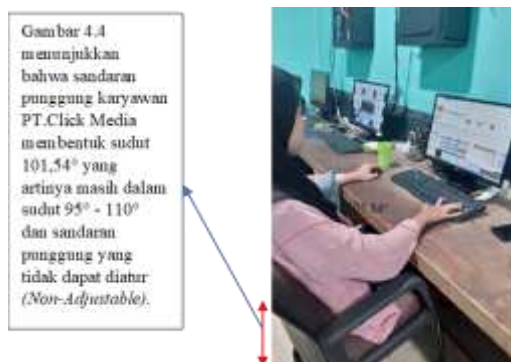 Gambar 4.4
menunjukkan
bahwa sandaran
punggung karyawan
PT.Click Media
membentuk sudut
101,54° yang
artinya masih dalam
sudut 95° - 110°
dan sandaran
punggung yang
tidak dapat diatur
(Non-Adjustable).